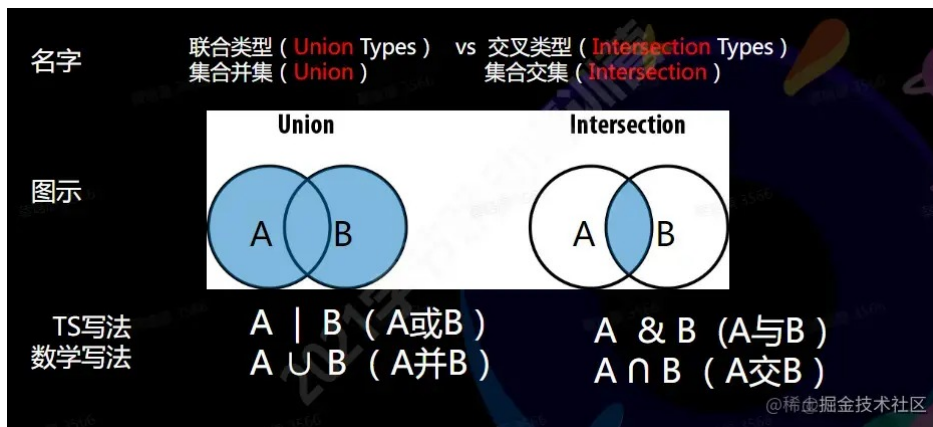 名字
联合类型（Union Types） vs 交叉类型（Intersection Types）
集合并集（Union） 集合交集（Intersection）
Union Intersection
图示
A B A B
TS写法 A | B（A或B） A & B (A与B)
数学写法 A ∪ B（A并B） A ∩ B（A交B）
@稀土掘金技术社区